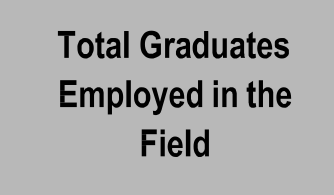 Total Graduates
Employed in the
Field